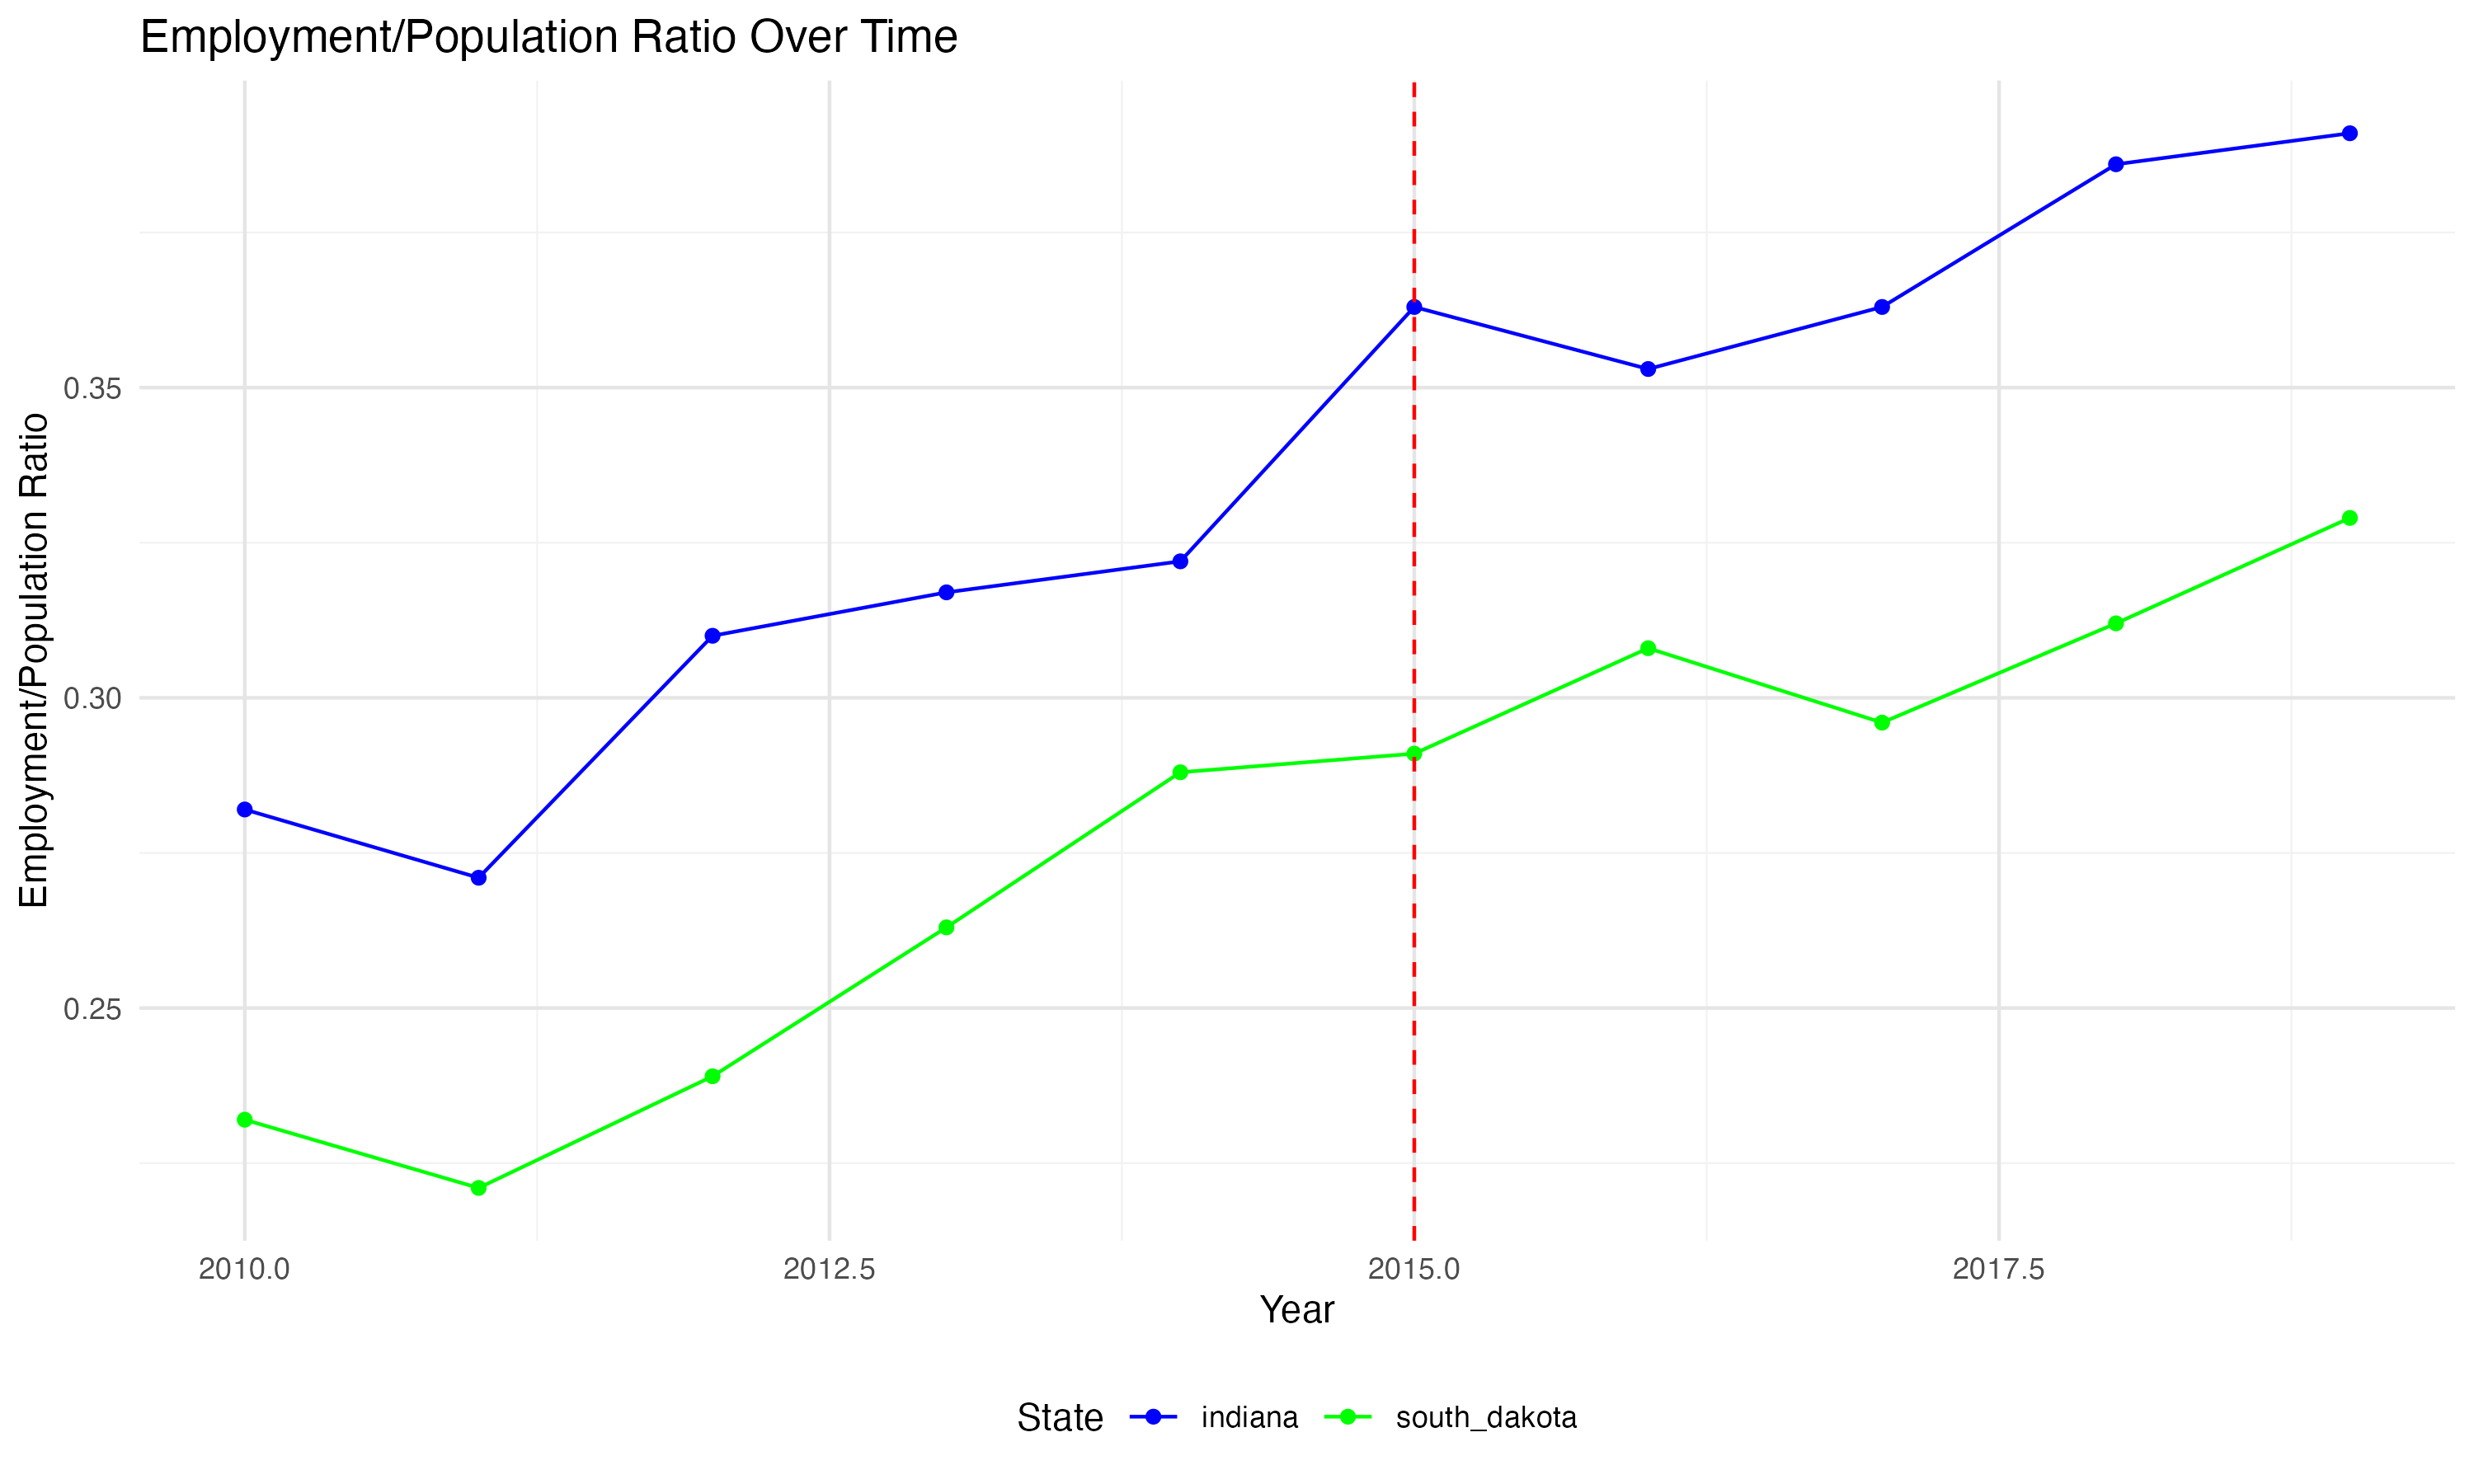 Employment/Population Ratio Over Time
Employment/Population Ratio
0.35
0.30
0.25
2010.0 2012.5 2015.0 2017.5
Year
State indiana south_dakota